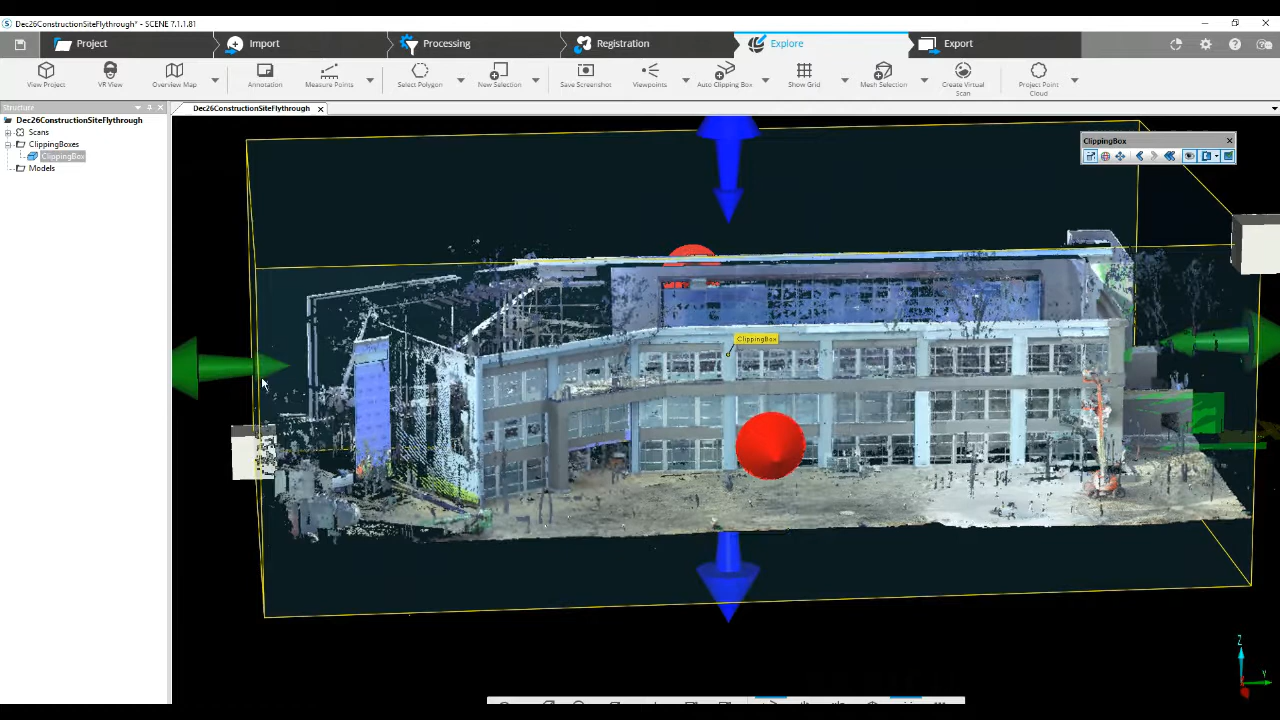 Dec26ConstructionSiteFlythrough* - SCENE 7.1.1.81
Project
Import
Processing
Registration
Explore
Export
View Project
VR View
Overview Map
Annotation
Measure Points
Select Polygon
New Selection
Save Screenshot
Viewpoints
Auto Clipping Box
Show Grid
Mesh Selection
Create Virtual Scan
Project Point Cloud
Structure
Dec26ConstructionSiteFlythrough
Dec26ConstructionSiteFlythrough
Scans
ClippingBoxes
ClippingBox
Models
ClippingBox
ClippingBox
Z
Y